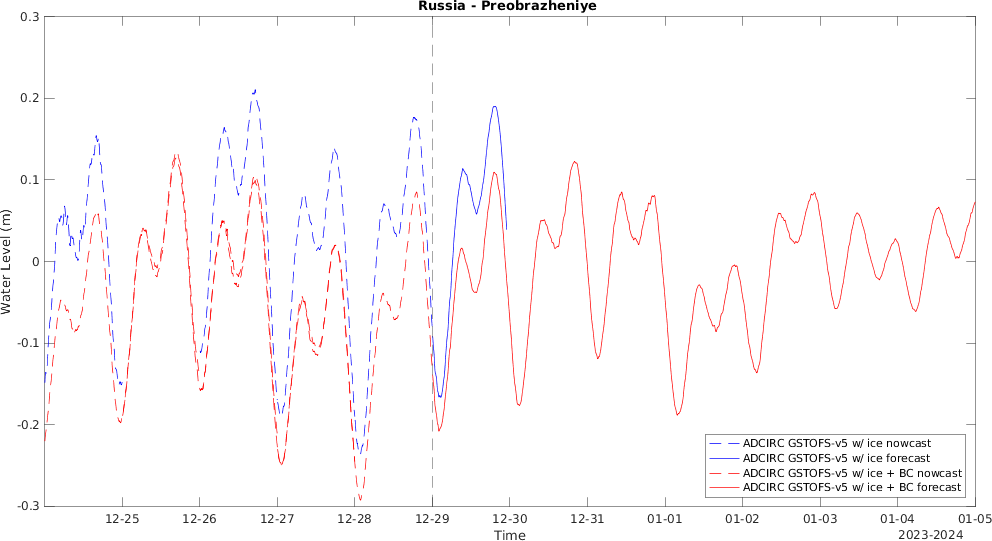 Russia - Preobrazheniye
0.3
0.2
0.1
0
-0.1
-0.2
-0.3
Water Level (m)
12-25 12-26 12-27 12-28 12-29 12-30 12-31 01-01 01-02 01-03 01-04 01-05
Time
2023-2024
ADCIRC GSTOFS-v5 w/ ice nowcast
ADCIRC GSTOFS-v5 w/ ice forecast
ADCIRC GSTOFS-v5 w/ ice + BC nowcast
ADCIRC GSTOFS-v5 w/ ice + BC forecast